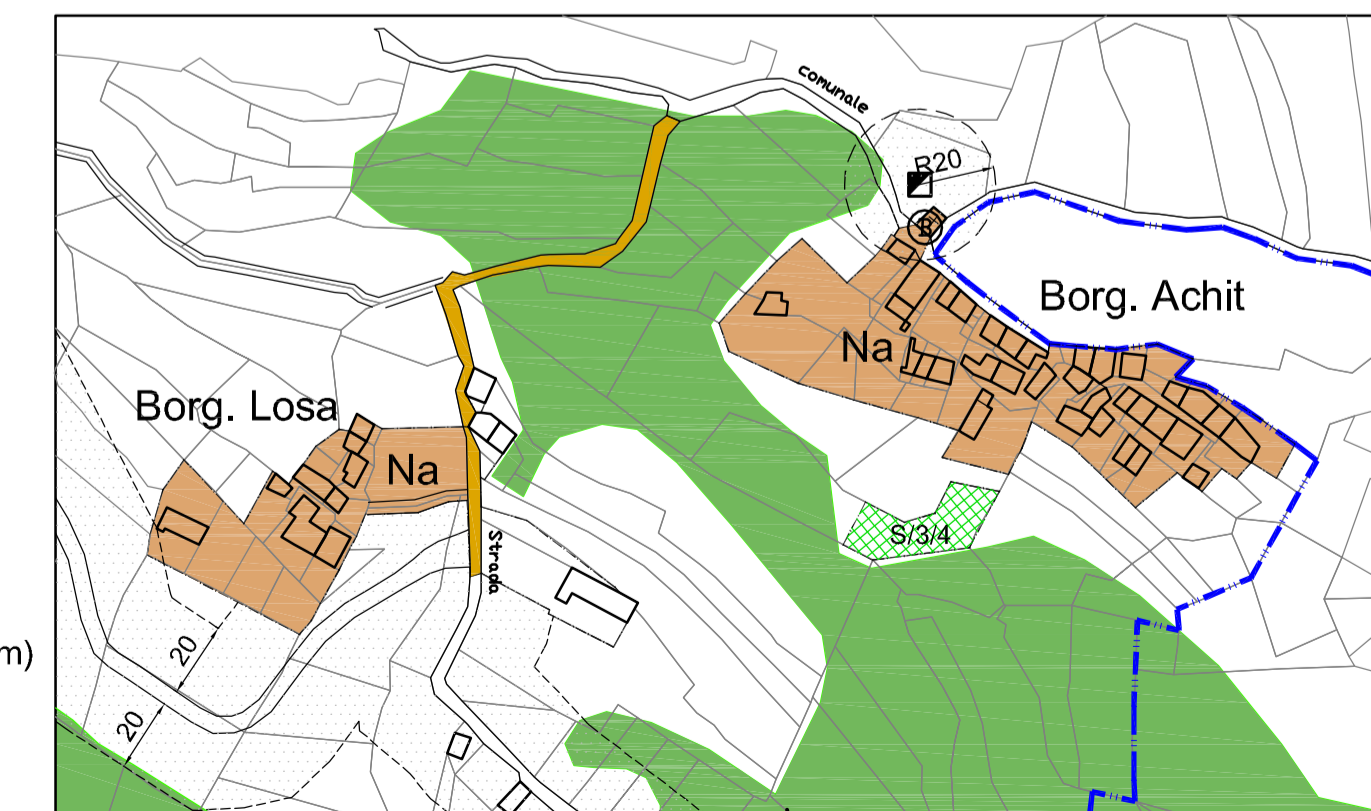 Comunale
R20
B
Borg. Achit
Na
Borg. Losa
Na
S/3/4
Strada
m)
20
20